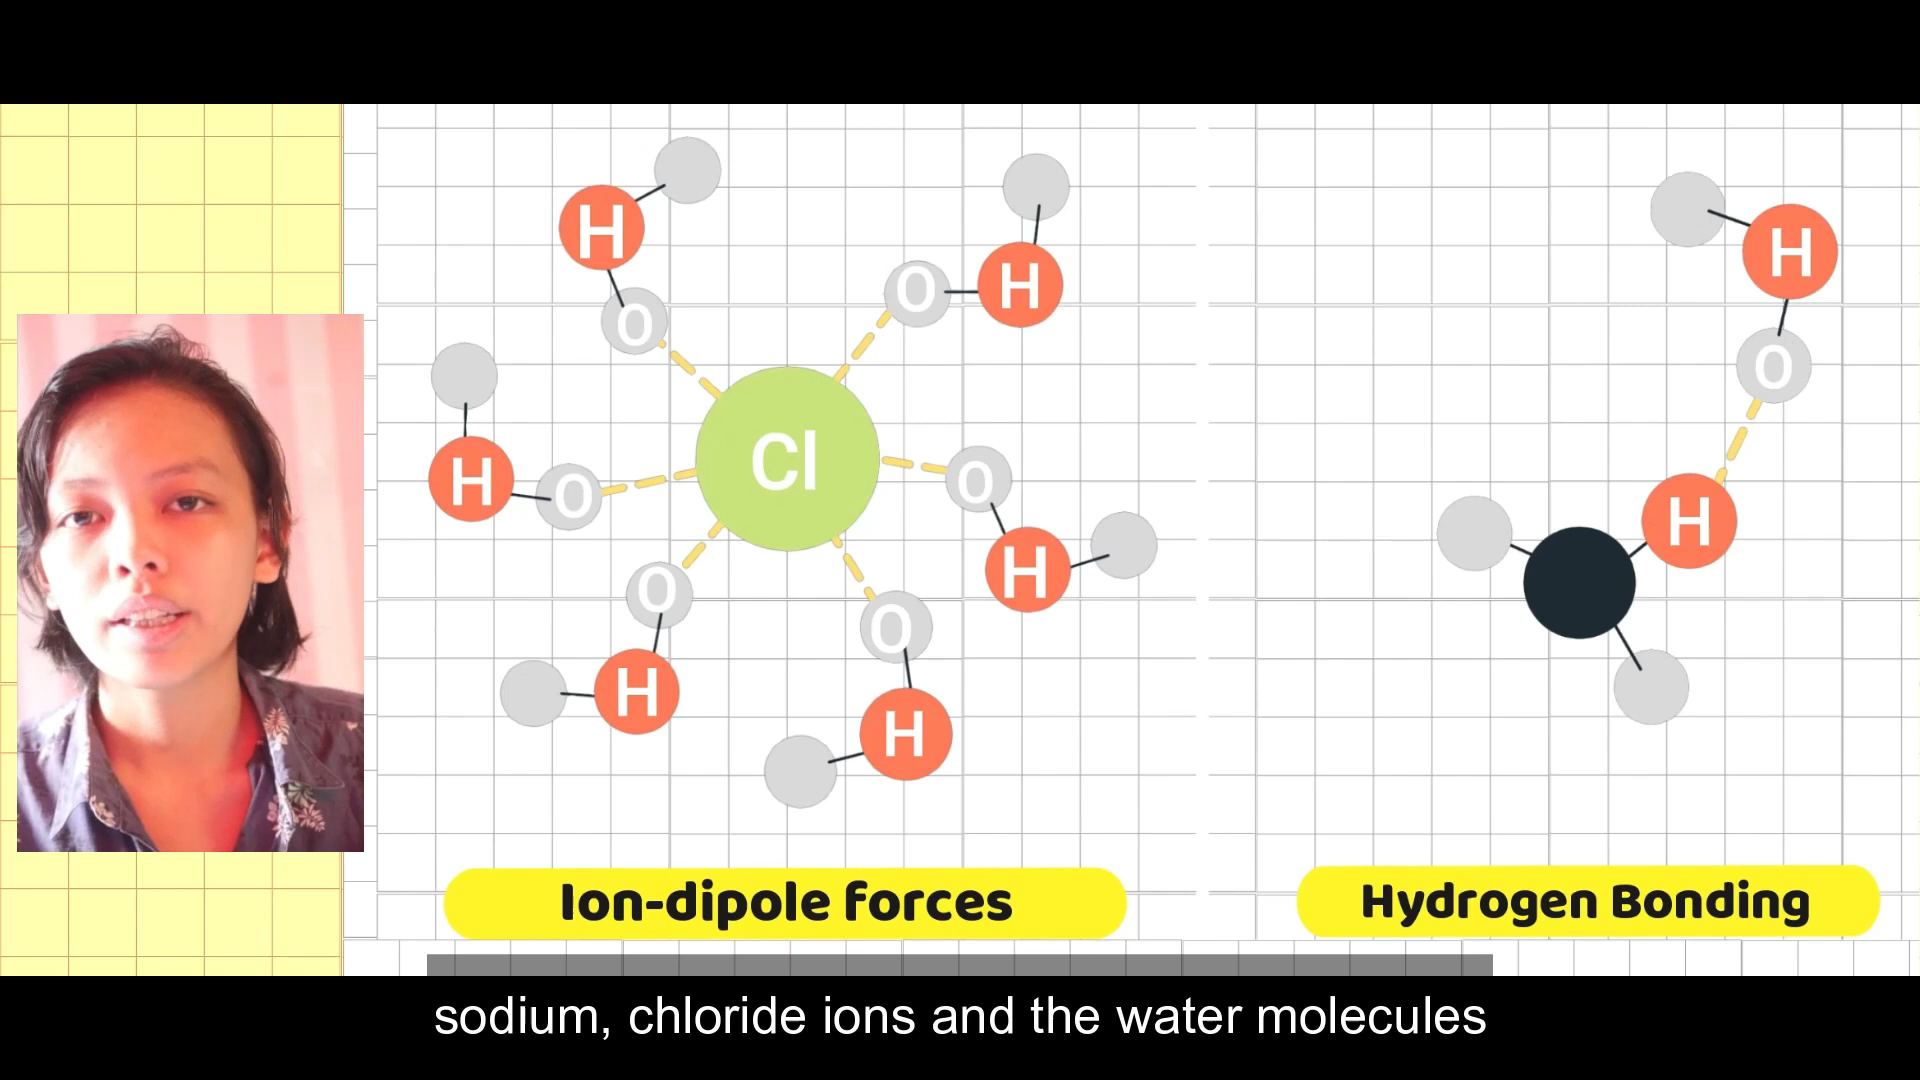 H
H
O
H
H
O
O
Cl
H
O
O
H
H
O
O
H
H
H
Ion-dipole forces
Hydrogen Bonding
sodium, chloride ions and the water molecules